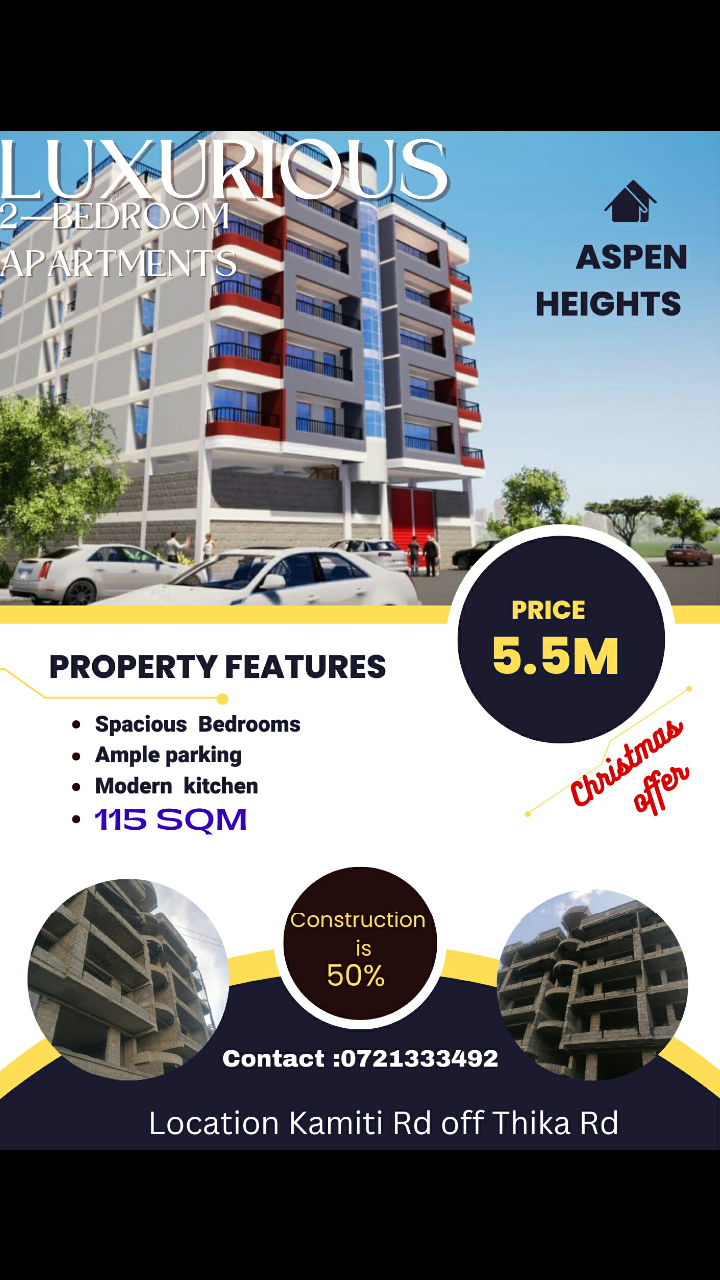 LUXURIOUS
2—BEDROOM
APARTMENTS
ASPEN
HEIGHTS
PRICE
5.5M
PROPERTY FEATURES
• Spacious Bedrooms
• Ample parking
• Modern kitchen
• 115 SQM
Christmas
offer
Construction
is
50%
Contact :0721333492
Location Kamiti Rd off Thika Rd